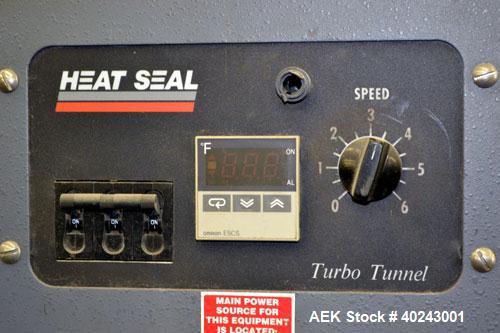 HEAT SEAL
SPEED
0 1 2 3 4 5 6
°F
ON
AL
omron E5CS
ON ON ON
Turbo Tunnel
MAIN POWER
SOURCE FOR
THIS EQUIPMENT
IS LOCATED:
AEK Stock # 40243001